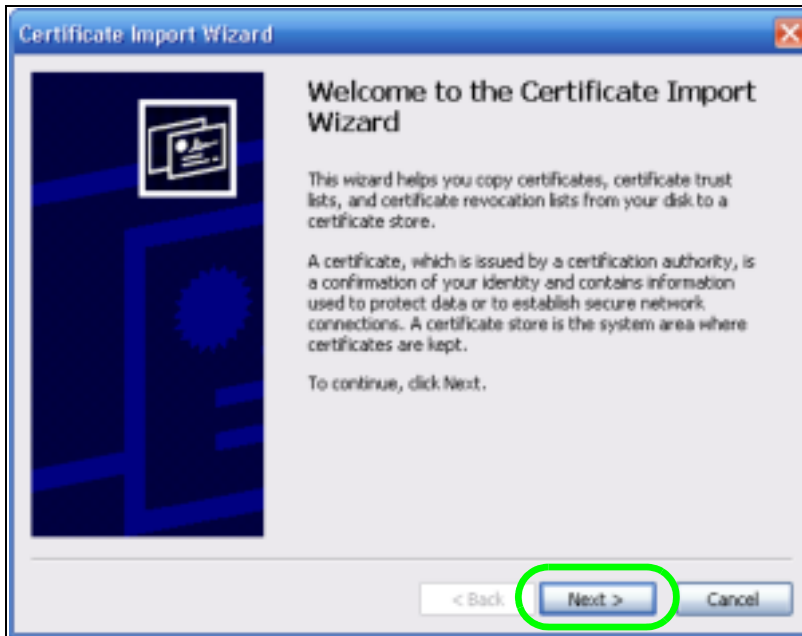 Certificate Import Wizard
Welcome to the Certificate Import
Wizard
This wizard helps you copy certificates, certificate trust
lists, and certificate revocation lists from your disk to a
certificate store.
A certificate, which is issued by a certification authority, is
a confirmation of your identity and contains information
used to protect data or to establish secure network
connections. A certificate store is the system area where
certificates are kept.
To continue, click Next.
< Back
Next >
Cancel